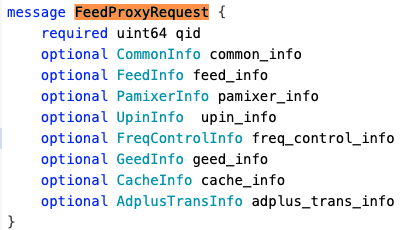 message FeedProxyRequest {
    required uint64 qid
    optional CommonInfo common_info
    optional FeedInfo feed_info
    optional PamixerInfo pamixer_info
    optional UpinInfo  upin_info
    optional FreqControlInfo freq_control_info
    optional GeedInfo geed_info
    optional CacheInfo cache_info
    optional AdplusTransInfo adplus_trans_info
}